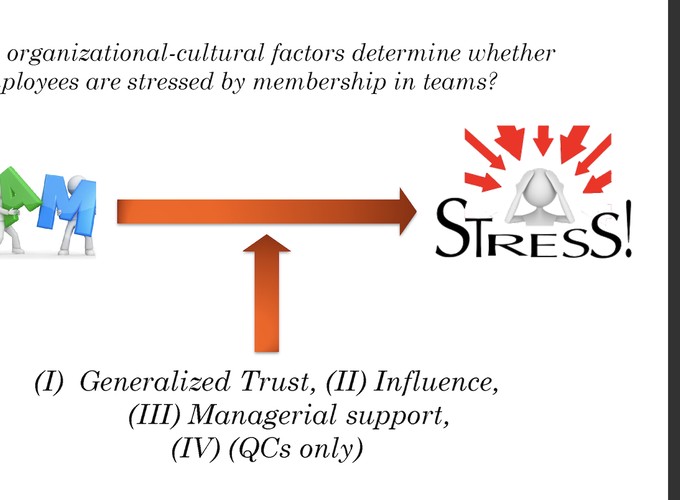 organizational-cultural factors determine whether
ployees are stressed by membership in teams?
AM
STRESS!
(I) Generalized Trust, (II) Influence,
(III) Managerial support,
(IV) (QCs only)